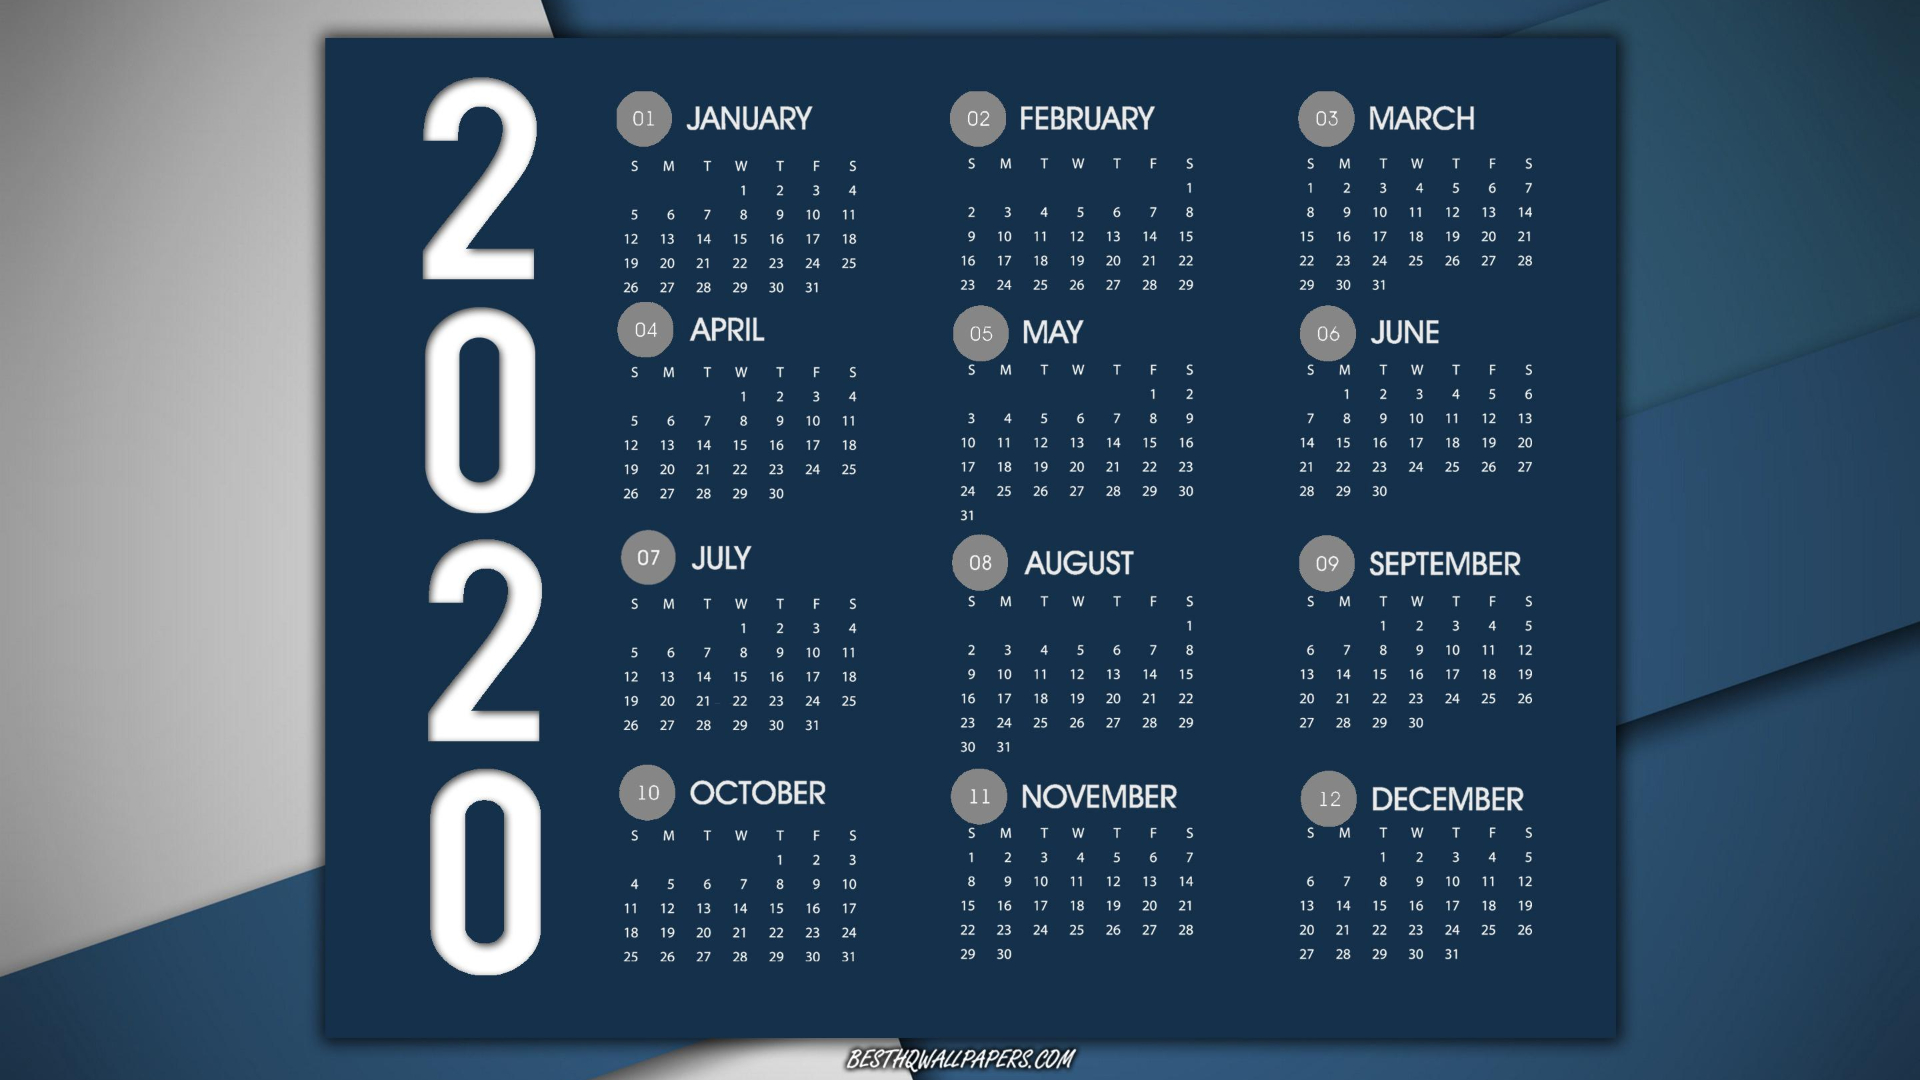 2
0
2
0
01 JANUARY
S M T W T F S
1 2 3 4
5 6 7 8 9 10 11
12 13 14 15 16 17 18
19 20 21 22 23 24 25
26 27 28 29 30 31
02 FEBRUARY
S M T W T F S
1
2 3 4 5 6 7 8
9 10 11 12 13 14 15
16 17 18 19 20 21 22
23 24 25 26 27 28 29
03 MARCH
S M T W T F S
1 2 3 4 5 6 7
8 9 10 11 12 13 14
15 16 17 18 19 20 21
22 23 24 25 26 27 28
29 30 31
04 APRIL
S M T W T F S
1 2 3 4
5 6 7 8 9 10 11
12 13 14 15 16 17 18
19 20 21 22 23 24 25
26 27 28 29 30
05 MAY
S M T W T F S
1 2
3 4 5 6 7 8 9
10 11 12 13 14 15 16
17 18 19 20 21 22 23
24 25 26 27 28 29 30
31
06 JUNE
S M T W T F S
1 2 3 4 5 6
7 8 9 10 11 12 13
14 15 16 17 18 19 20
21 22 23 24 25 26 27
28 29 30
07 JULY
S M T W T F S
1 2 3 4
5 6 7 8 9 10 11
12 13 14 15 16 17 18
19 20 21 22 23 24 25
26 27 28 29 30 31
08 AUGUST
S M T W T F S
1
2 3 4 5 6 7 8
9 10 11 12 13 14 15
16 17 18 19 20 21 22
23 24 25 26 27 28 29
30 31
09 SEPTEMBER
S M T W T F S
1 2 3 4 5
6 7 8 9 10 11 12
13 14 15 16 17 18 19
20 21 22 23 24 25 26
27 28 29 30
10 OCTOBER
S M T W T F S
1 2 3
4 5 6 7 8 9 10
11 12 13 14 15 16 17
18 19 20 21 22 23 24
25 26 27 28 29 30 31
11 NOVEMBER
S M T W T F S
1 2 3 4 5 6 7
8 9 10 11 12 13 14
15 16 17 18 19 20 21
22 23 24 25 26 27 28
29 30
12 DECEMBER
S M T W T F S
1 2 3 4 5
6 7 8 9 10 11 12
13 14 15 16 17 18 19
20 21 22 23 24 25 26
27 28 29 30 31
BESTHQWALLPAPERS.COM